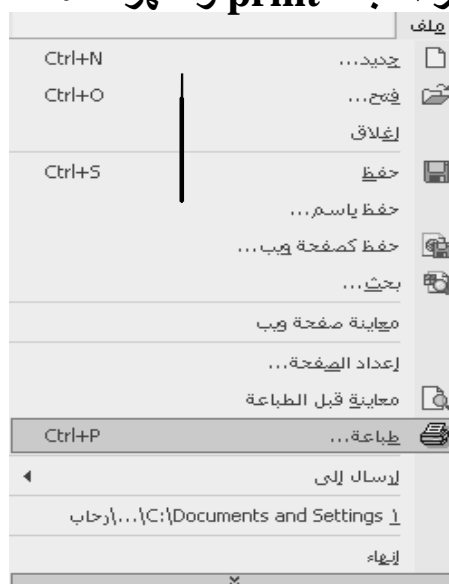 print
ملف
جديد... Ctrl+N
فتح... Ctrl+O
إغلاق
حفظ Ctrl+S
حفظ باسم...
حفظ كصفحة ويب...
بحث...
معاينة صفحة ويب
إعداد الصفحة...
معاينة قبل الطباعة
طباعة... Ctrl+P
إرسال إلى
1 C:\Documents and Settings\...\رحاب
إنهاء